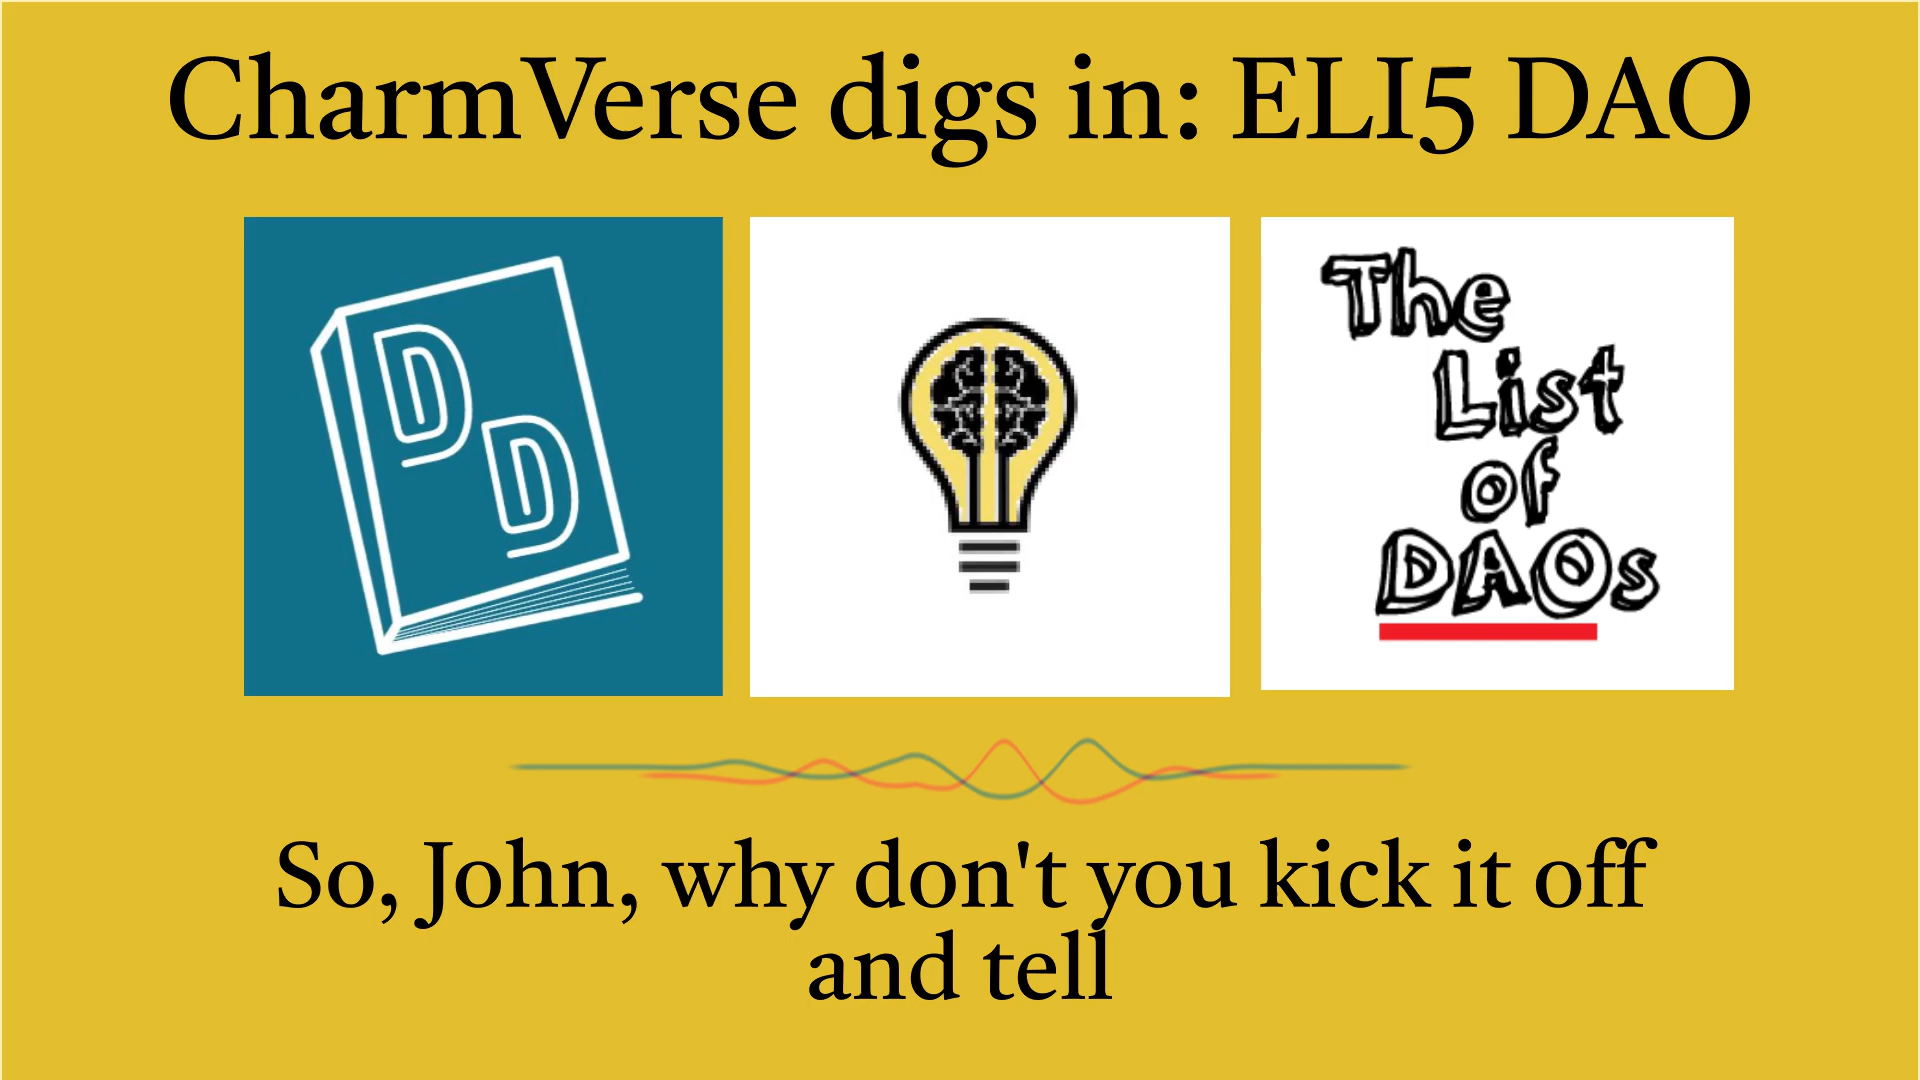 CharmVerse digs in: ELI5 DAO
D
D
The
List
of
DAOs
So, John, why don't you kick it off
and tell